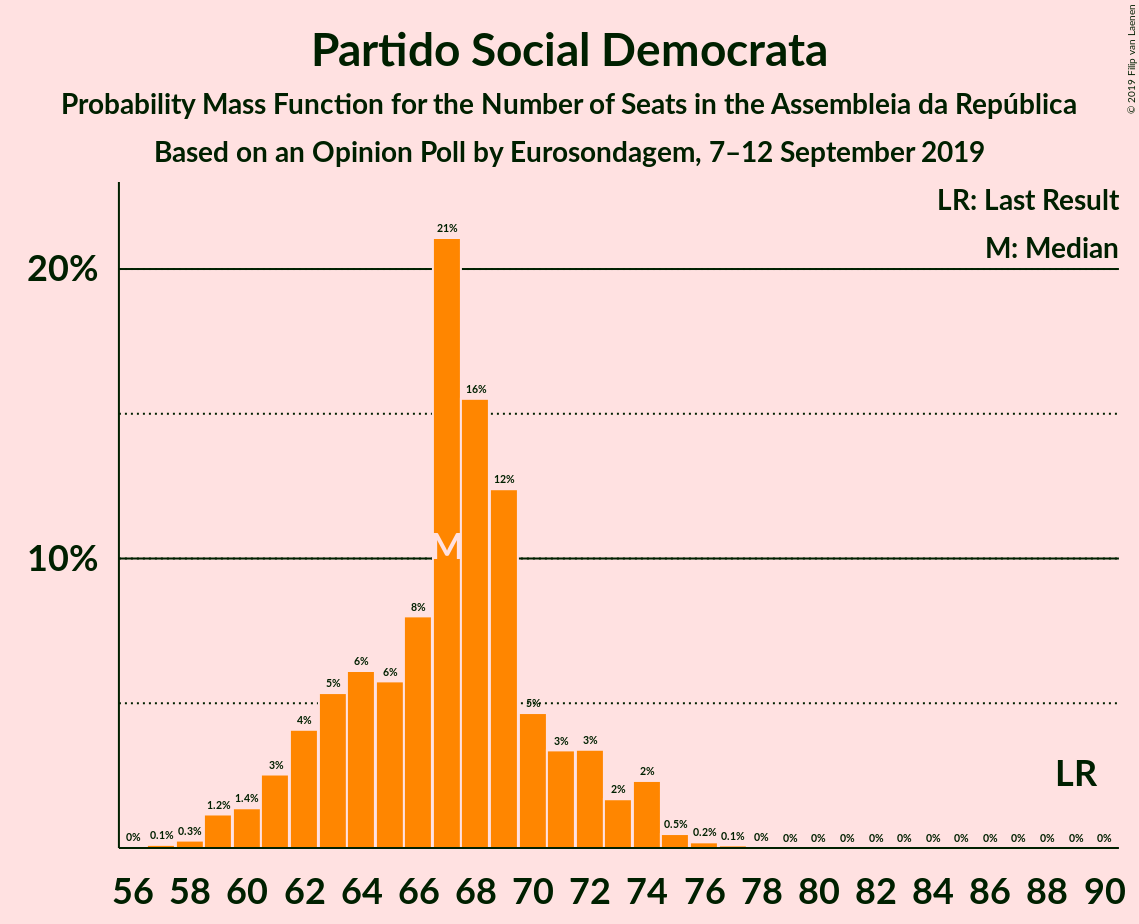 Partido Social Democrata
Probability Mass Function for the Number of Seats in the Assembleia da República
Based on an Opinion Poll by Eurosondagem, 7–12 September 2019
© 2019 Filip van Laenen
LR: Last Result
M: Median
20%
10%
0% 0.1% 0.3% 1.2% 1.4% 3% 4% 5% 6% 6% 8% 21% 16% 12% 5% 3% 3% 2% 2% 0.5% 0.2% 0.1% 0% 0% 0% 0% 0% 0% 0% 0% 0% 0% 0% 0% 0%
M
LR
56 58 60 62 64 66 68 70 72 74 76 78 80 82 84 86 88 90